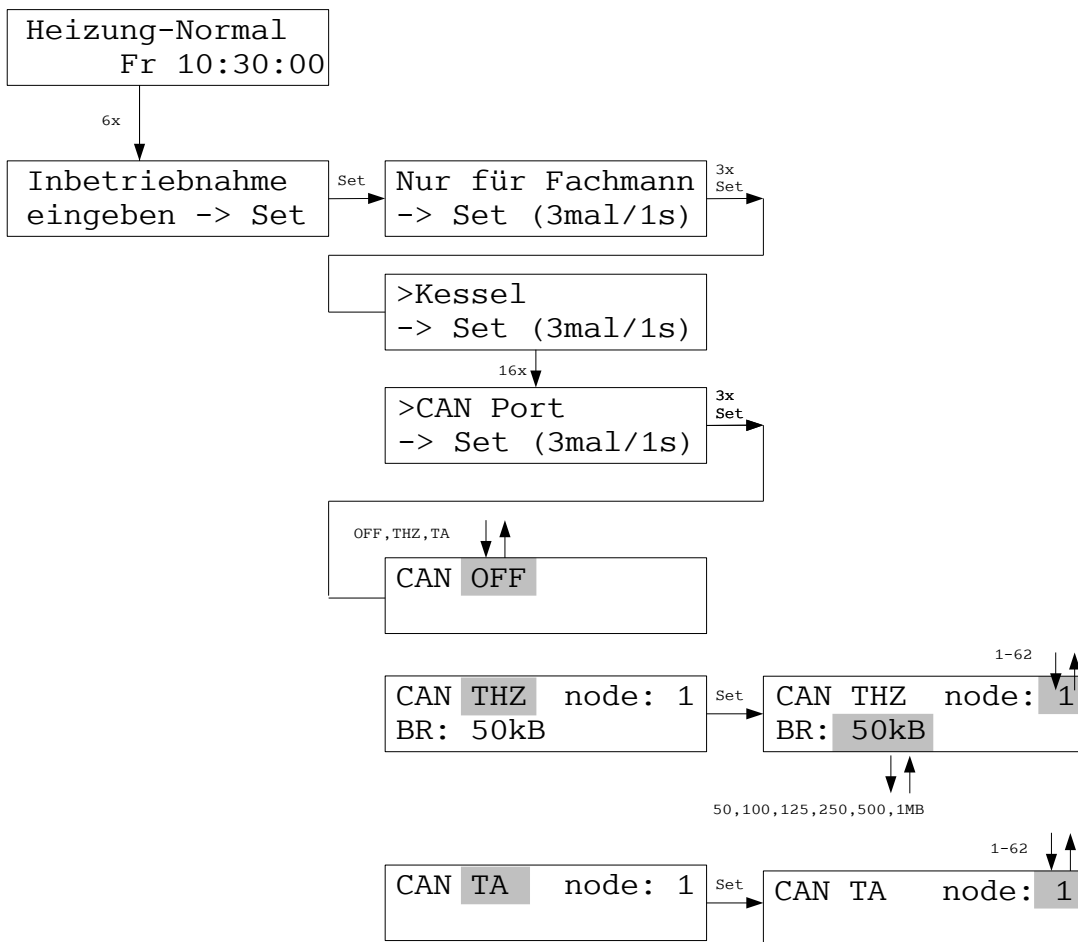 Heizung-Normal
Fr 10:30:00
6x
Inbetriebnahme
eingeben -> Set
Set
Nur für Fachmann
-> Set (3mal/1s)
3x
Set
>Kessel
-> Set (3mal/1s)
16x
>CAN Port
-> Set (3mal/1s)
3x
Set
OFF,THZ,TA
CAN OFF
CAN THZ node: 1
BR: 50kB
Set
1-62
CAN THZ node: 1
BR: 50kB
50,100,125,250,500,1MB
CAN TA node: 1
Set
1-62
CAN TA node: 1